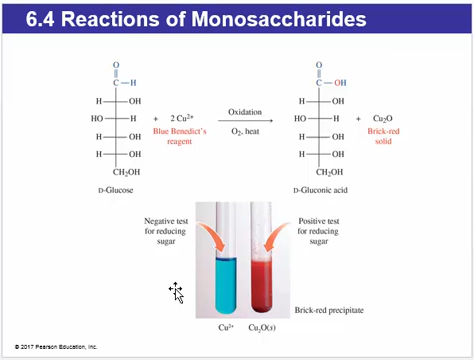 6.4 Reactions of Monosaccharides
O
C — H
H OH
HO H
H OH
H OH
CH₂OH
D-Glucose
+ 2 Cu²⁺
Blue Benedict's
reagent
Oxidation
O₂, heat
O
C — OH
H OH
HO H
H OH
H OH
CH₂OH
D-Gluconic acid
+ Cu₂O
Brick-red
solid
Negative test
for reducing
sugar
Positive test
for reducing
sugar
Brick-red precipitate
Cu²⁺ Cu₂O(s)
© 2017 Pearson Education, Inc.